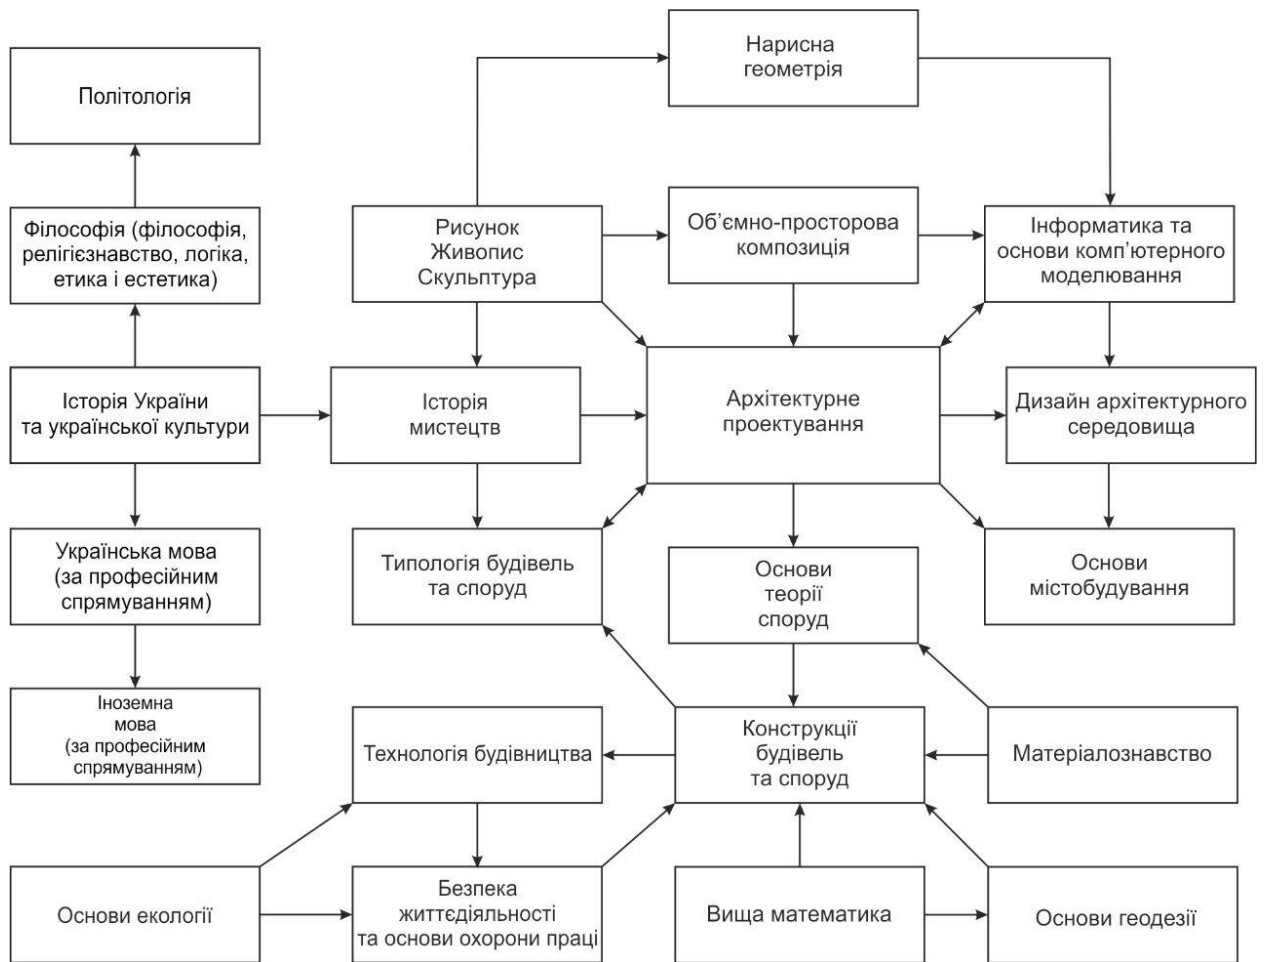 Нарисна
геометрія
Політологія
Філософія (філософія,
релігієзнавство, логіка,
етика і естетика)
Рисунок
Живопис
Скульптура
Об’ємно-просторова
композиція
Інформатика та
основи комп’ютерного
моделювання
Історія України
та української культури
Історія
мистецтв
Архітектурне
проектування
Дизайн архітектурного
середовища
Українська мова
(за професійним
спрямуванням)
Типологія будівель
та споруд
Основи
теорії
споруд
Основи
містобудування
Іноземна
мова
(за професійним
спрямуванням)
Технологія будівництва
Конструкції
будівель
та споруд
Матеріалознавство
Основи екології
Безпека
життєдіяльності
та основи охорони праці
Вища математика
Основи геодезії